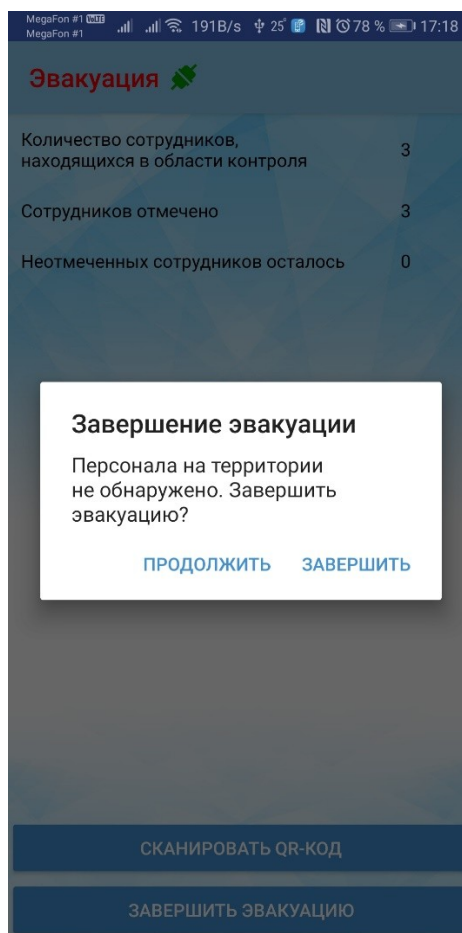 MegaFon #1 VoLTE
MegaFon #1
191B/s 25° 78 % 17:18
Эвакуация
Количество сотрудников,
находящихся в области контроля 3
Сотрудников отмечено 3
Неотмеченных сотрудников осталось 0
Завершение эвакуации
Персонала на территории
не обнаружено. Завершить
эвакуацию?
ПРОДОЛЖИТЬ ЗАВЕРШИТЬ
СКАНИРОВАТЬ QR-КОД
ЗАВЕРШИТЬ ЭВАКУАЦИЮ